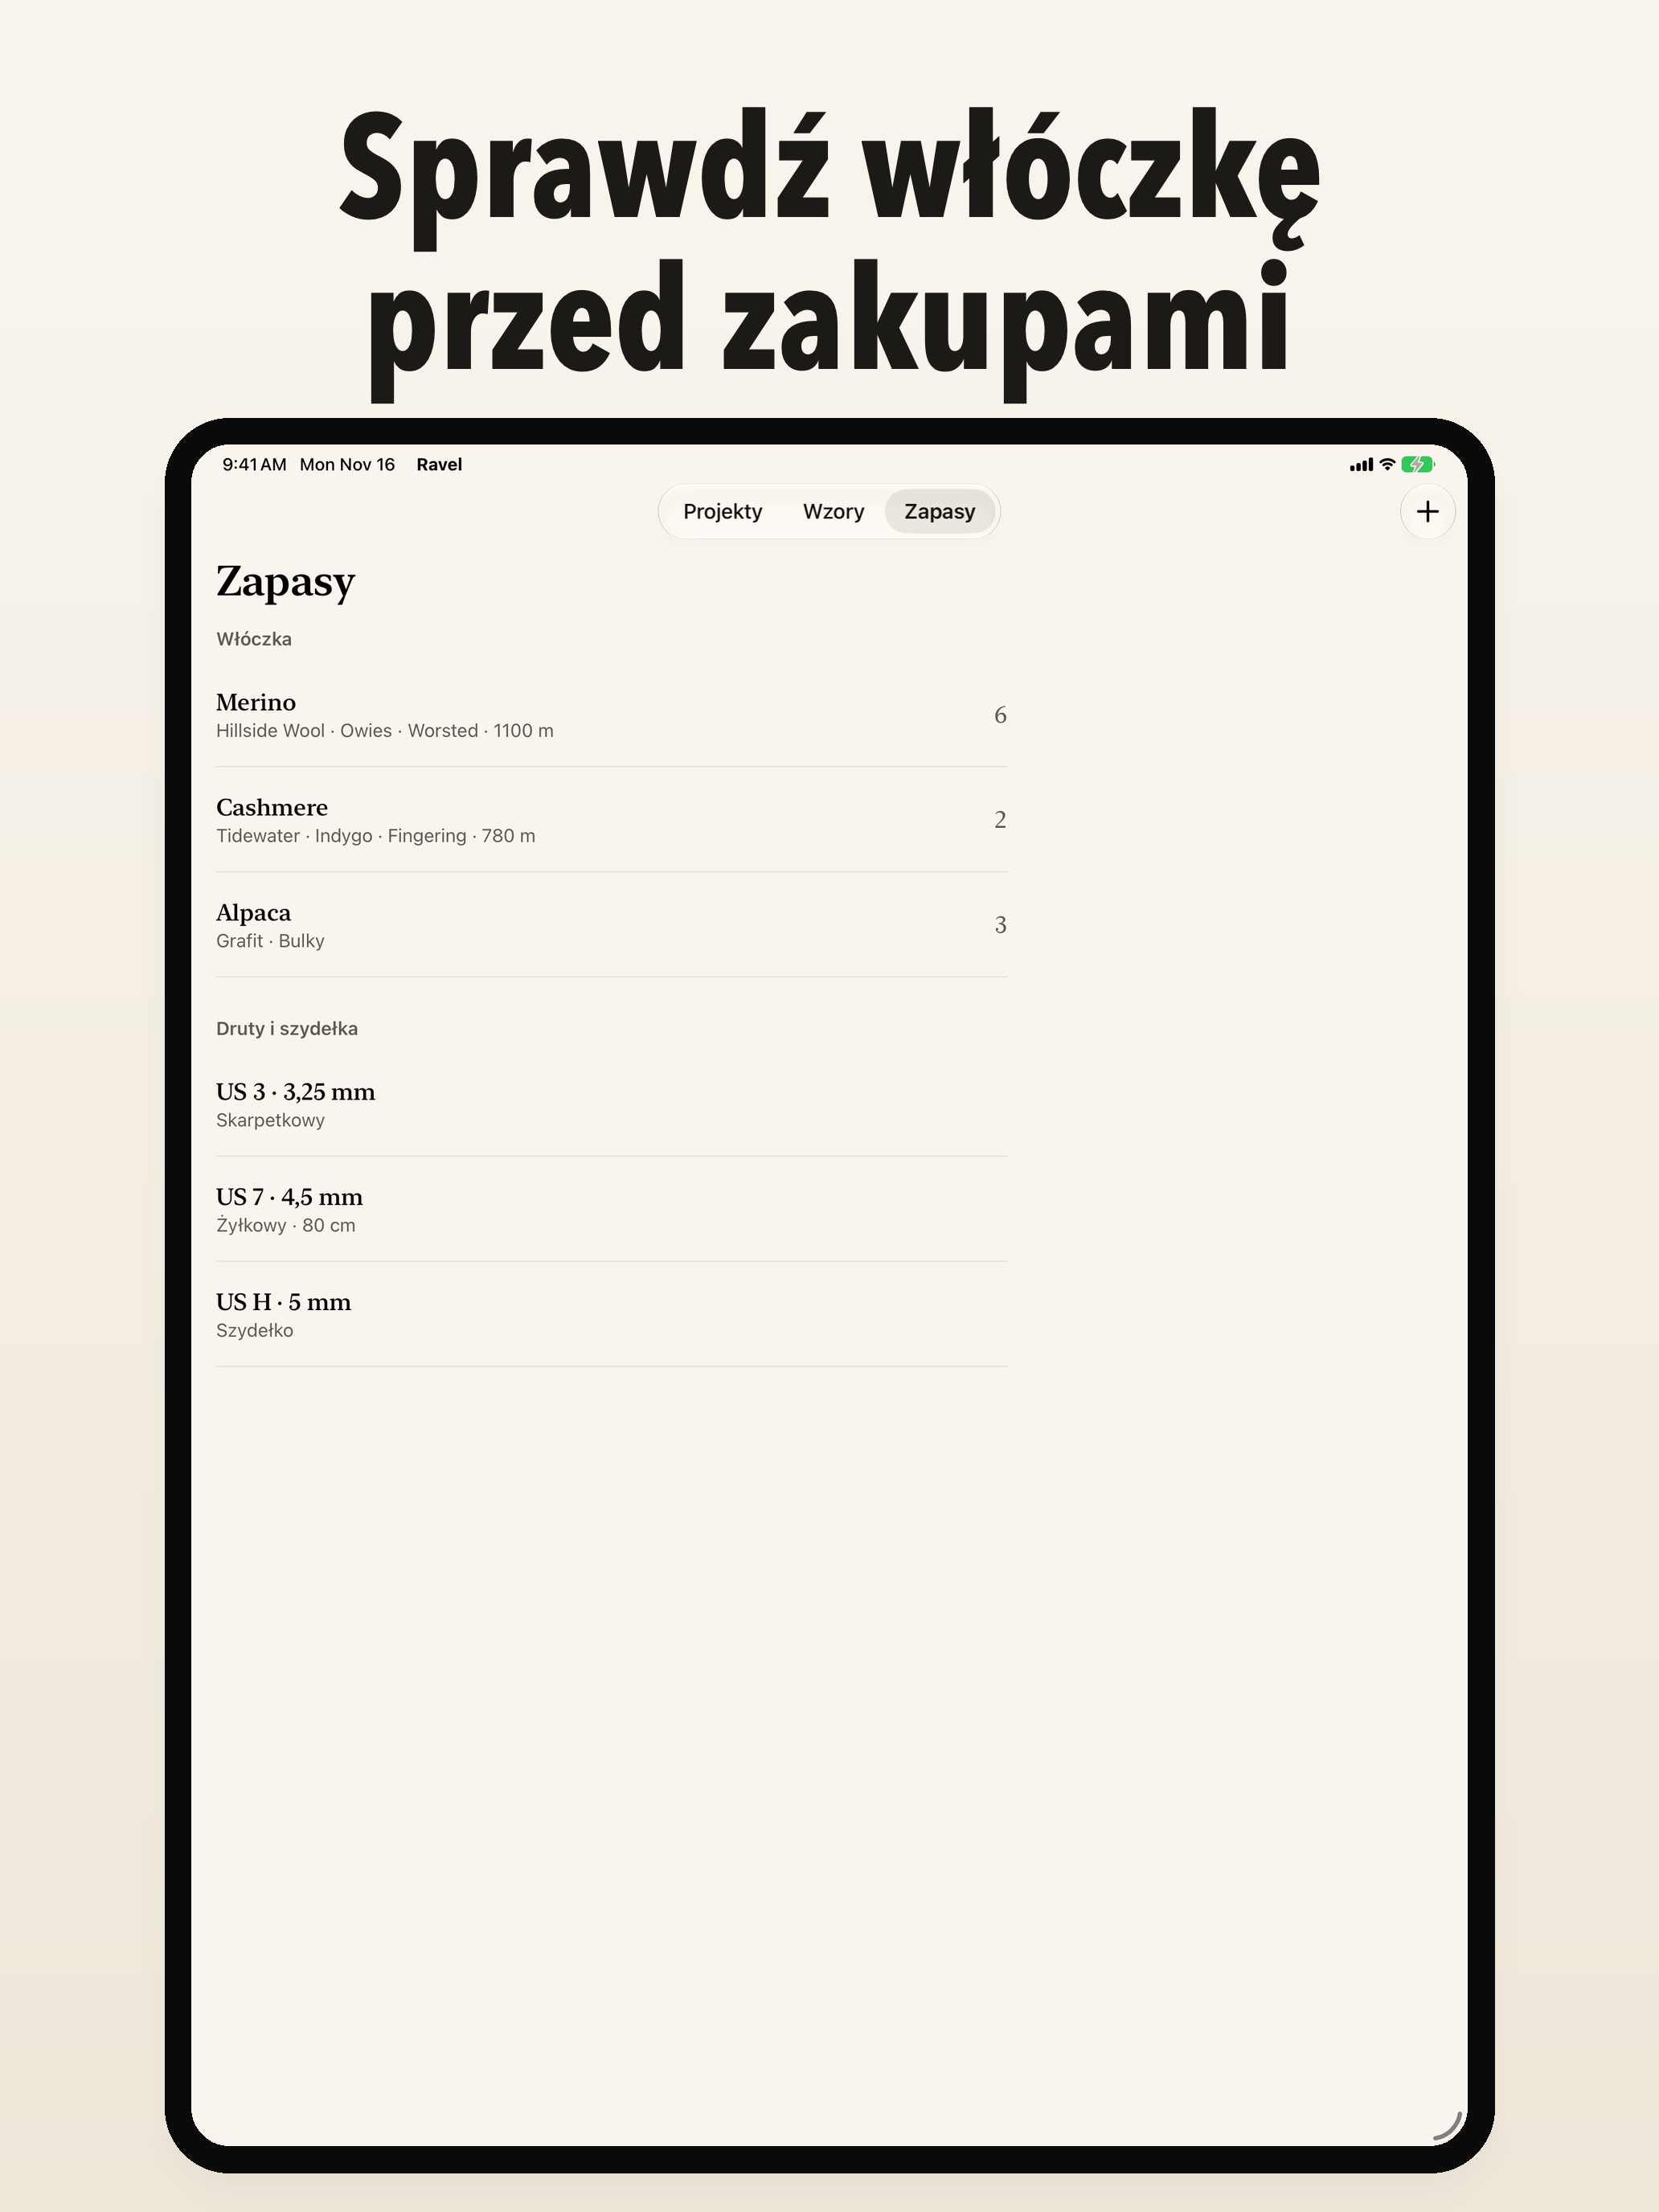 Sprawdź włóczkę
przed zakupami
9:41 AM Mon Nov 16 Ravel
Projekty Wzory Zapasy
Zapasy
Włóczka
Merino
Hillside Wool · Owies · Worsted · 1100 m
6
Cashmere
Tidewater · Indygo · Fingering · 780 m
2
Alpaca
Grafit · Bulky
3
Druty i szydełka
US 3 · 3,25 mm
Skarpetkowy
US 7 · 4,5 mm
Żyłkowy · 80 cm
US H · 5 mm
Szydełko